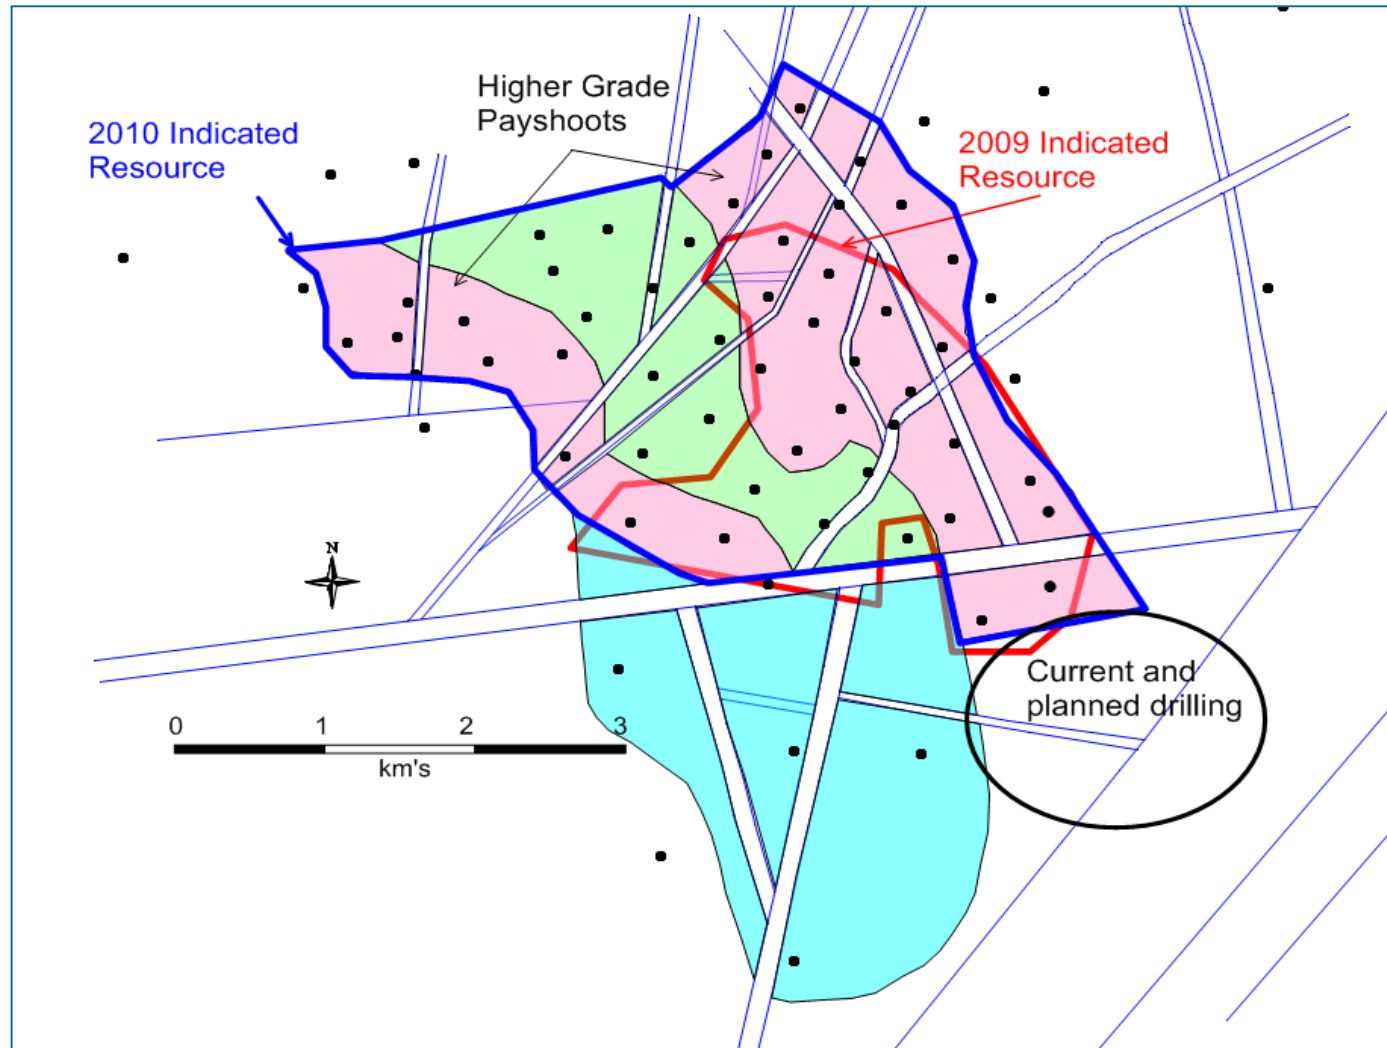 Higher Grade
Payshoots
2010 Indicated
Resource
2009 Indicated
Resource
N
Current and
planned drilling
0 1 2 3
km's